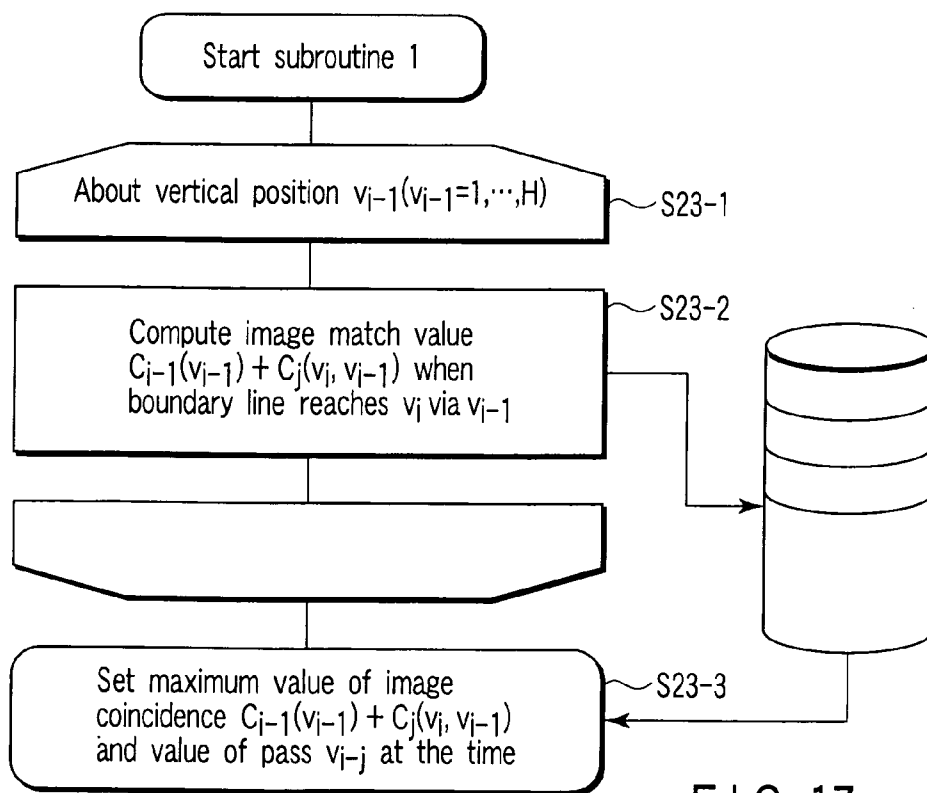 Start subroutine 1
About vertical position v_{i-1}(v_{i-1}=1,⋯,H)
S23-1
S23-2
Compute image match value
C_{i-1}(v_{i-1}) + C_j(v_i, v_{i-1}) when
boundary line reaches v_i via v_{i-1}
Set maximum value of image
coincidence C_{i-1}(v_{i-1}) + C_j(v_i, v_{i-1})
and value of pass v_{i-j} at the time
S23-3